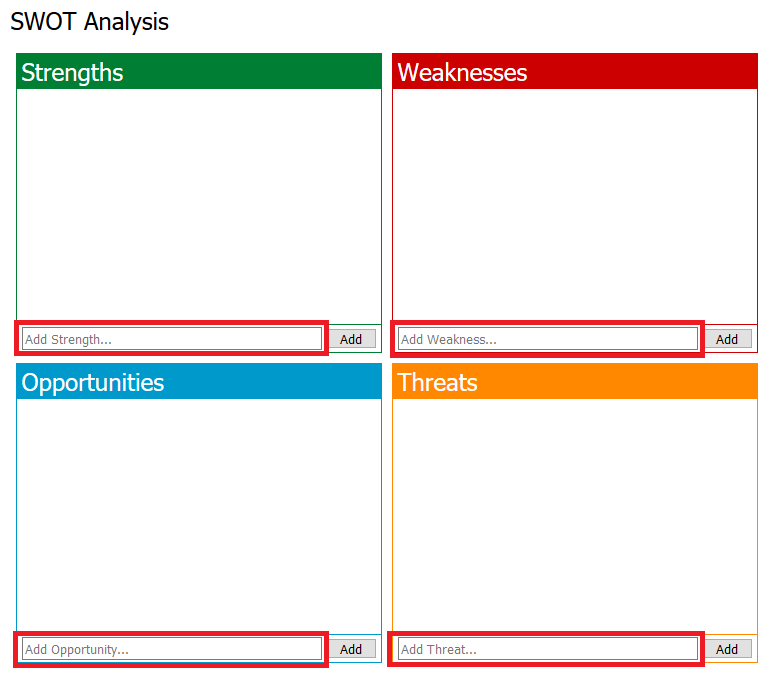 SWOT Analysis
Strengths
Weaknesses
Add Strength...
Add
Add Weakness...
Add
Opportunities
Threats
Add Opportunity...
Add
Add Threat...
Add